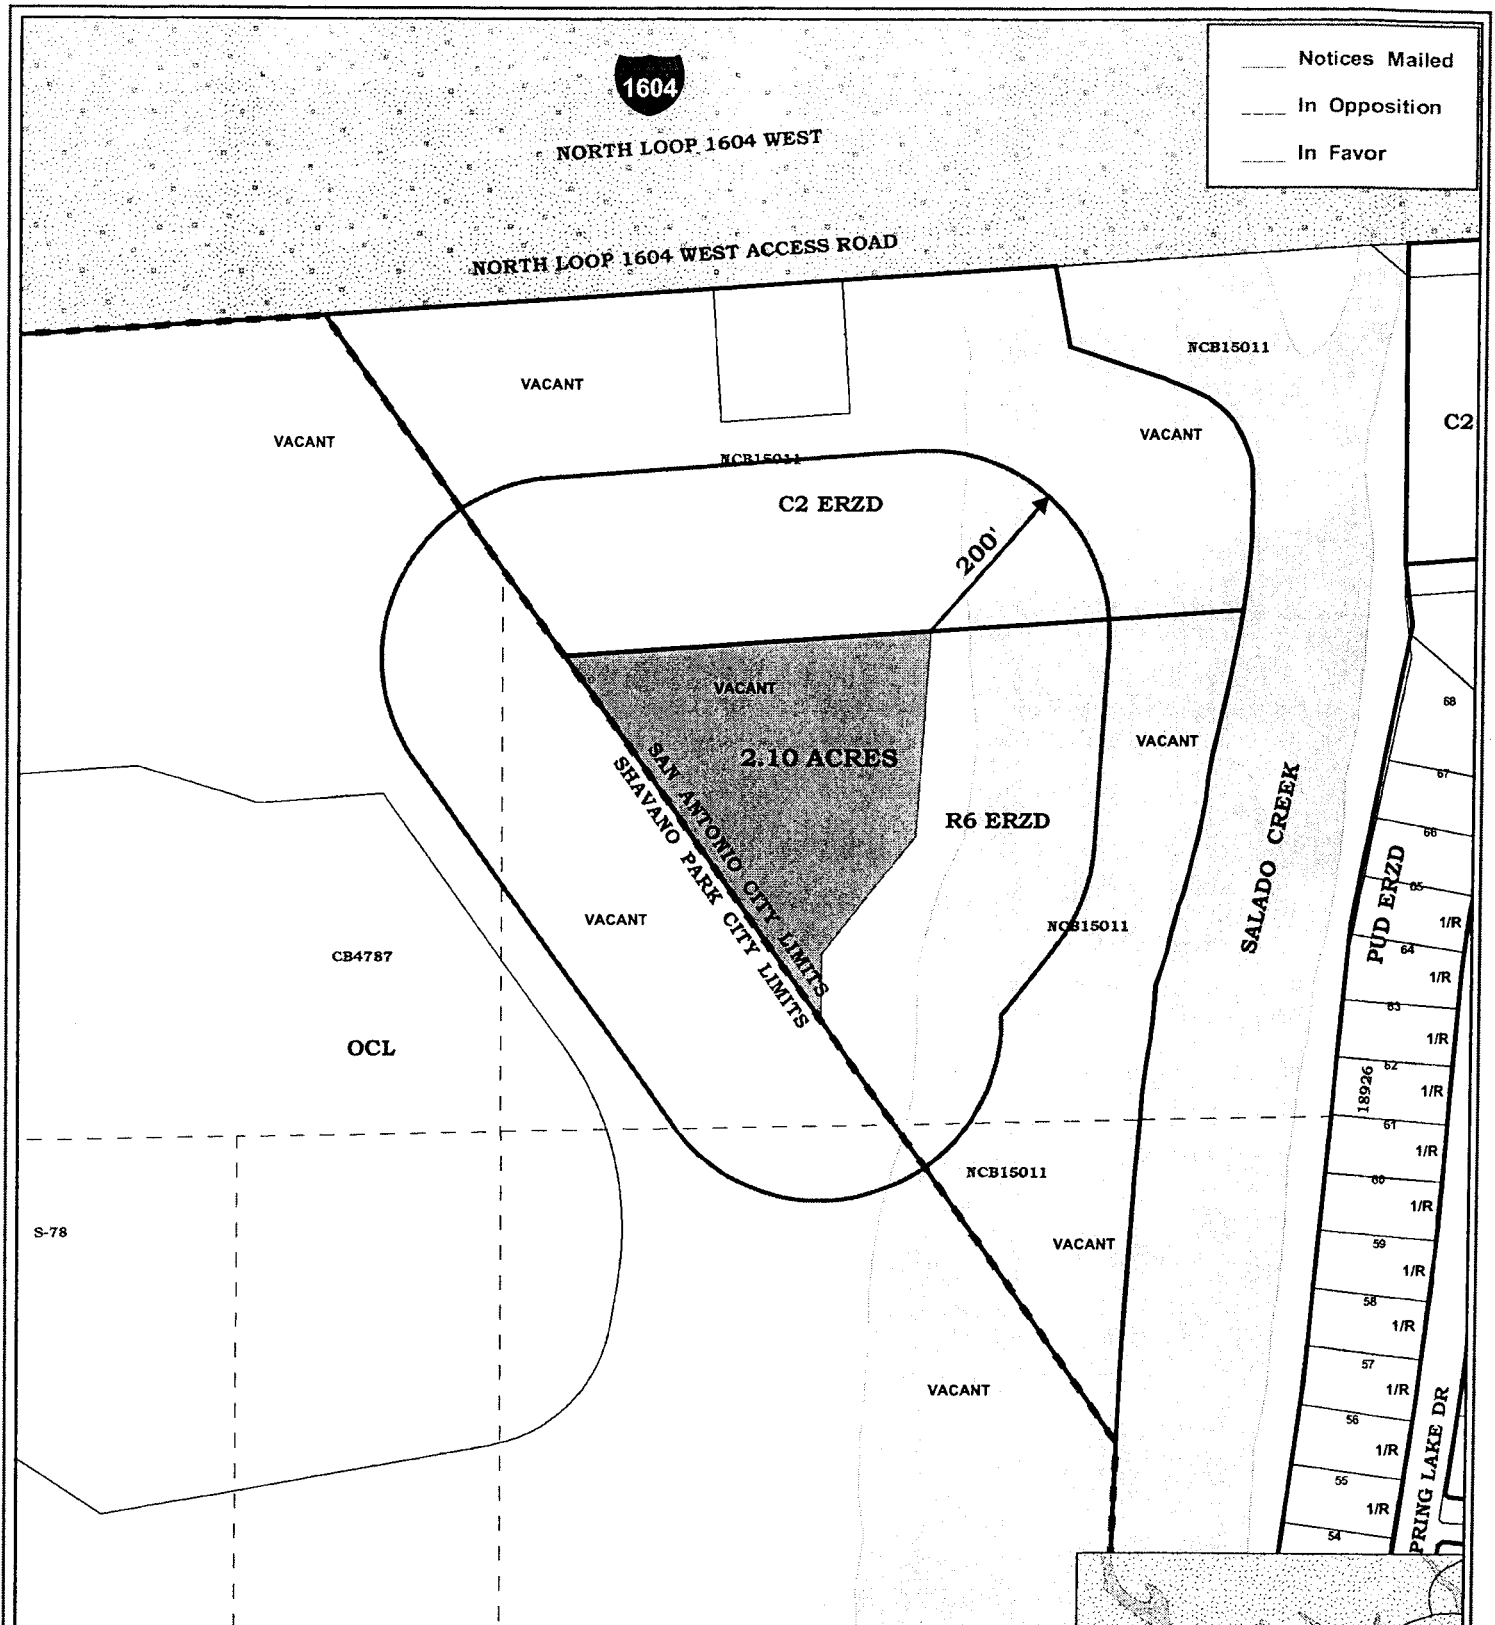 1604
Notices Mailed
In Opposition
In Favor
NORTH LOOP 1604 WEST
NORTH LOOP 1604 WEST ACCESS ROAD
NCB15011
VACANT
VACANT
VACANT
C2
NCB15011
C2 ERZD
200'
VACANT
2.10 ACRES
VACANT
R6 ERZD
SAN ANTONIO CITY LIMITS
SHAVANO PARK CITY LIMITS
SALADO CREEK
PUD ERZD
VACANT
NCB15011
CB4787
OCL
18926
NCB15011
S-78
VACANT
VACANT
68
67
66
65
1/R
64
1/R
63
1/R
62
1/R
61
1/R
60
1/R
59
1/R
58
1/R
57
1/R
56
1/R
55
1/R
54
PRING LAKE DR